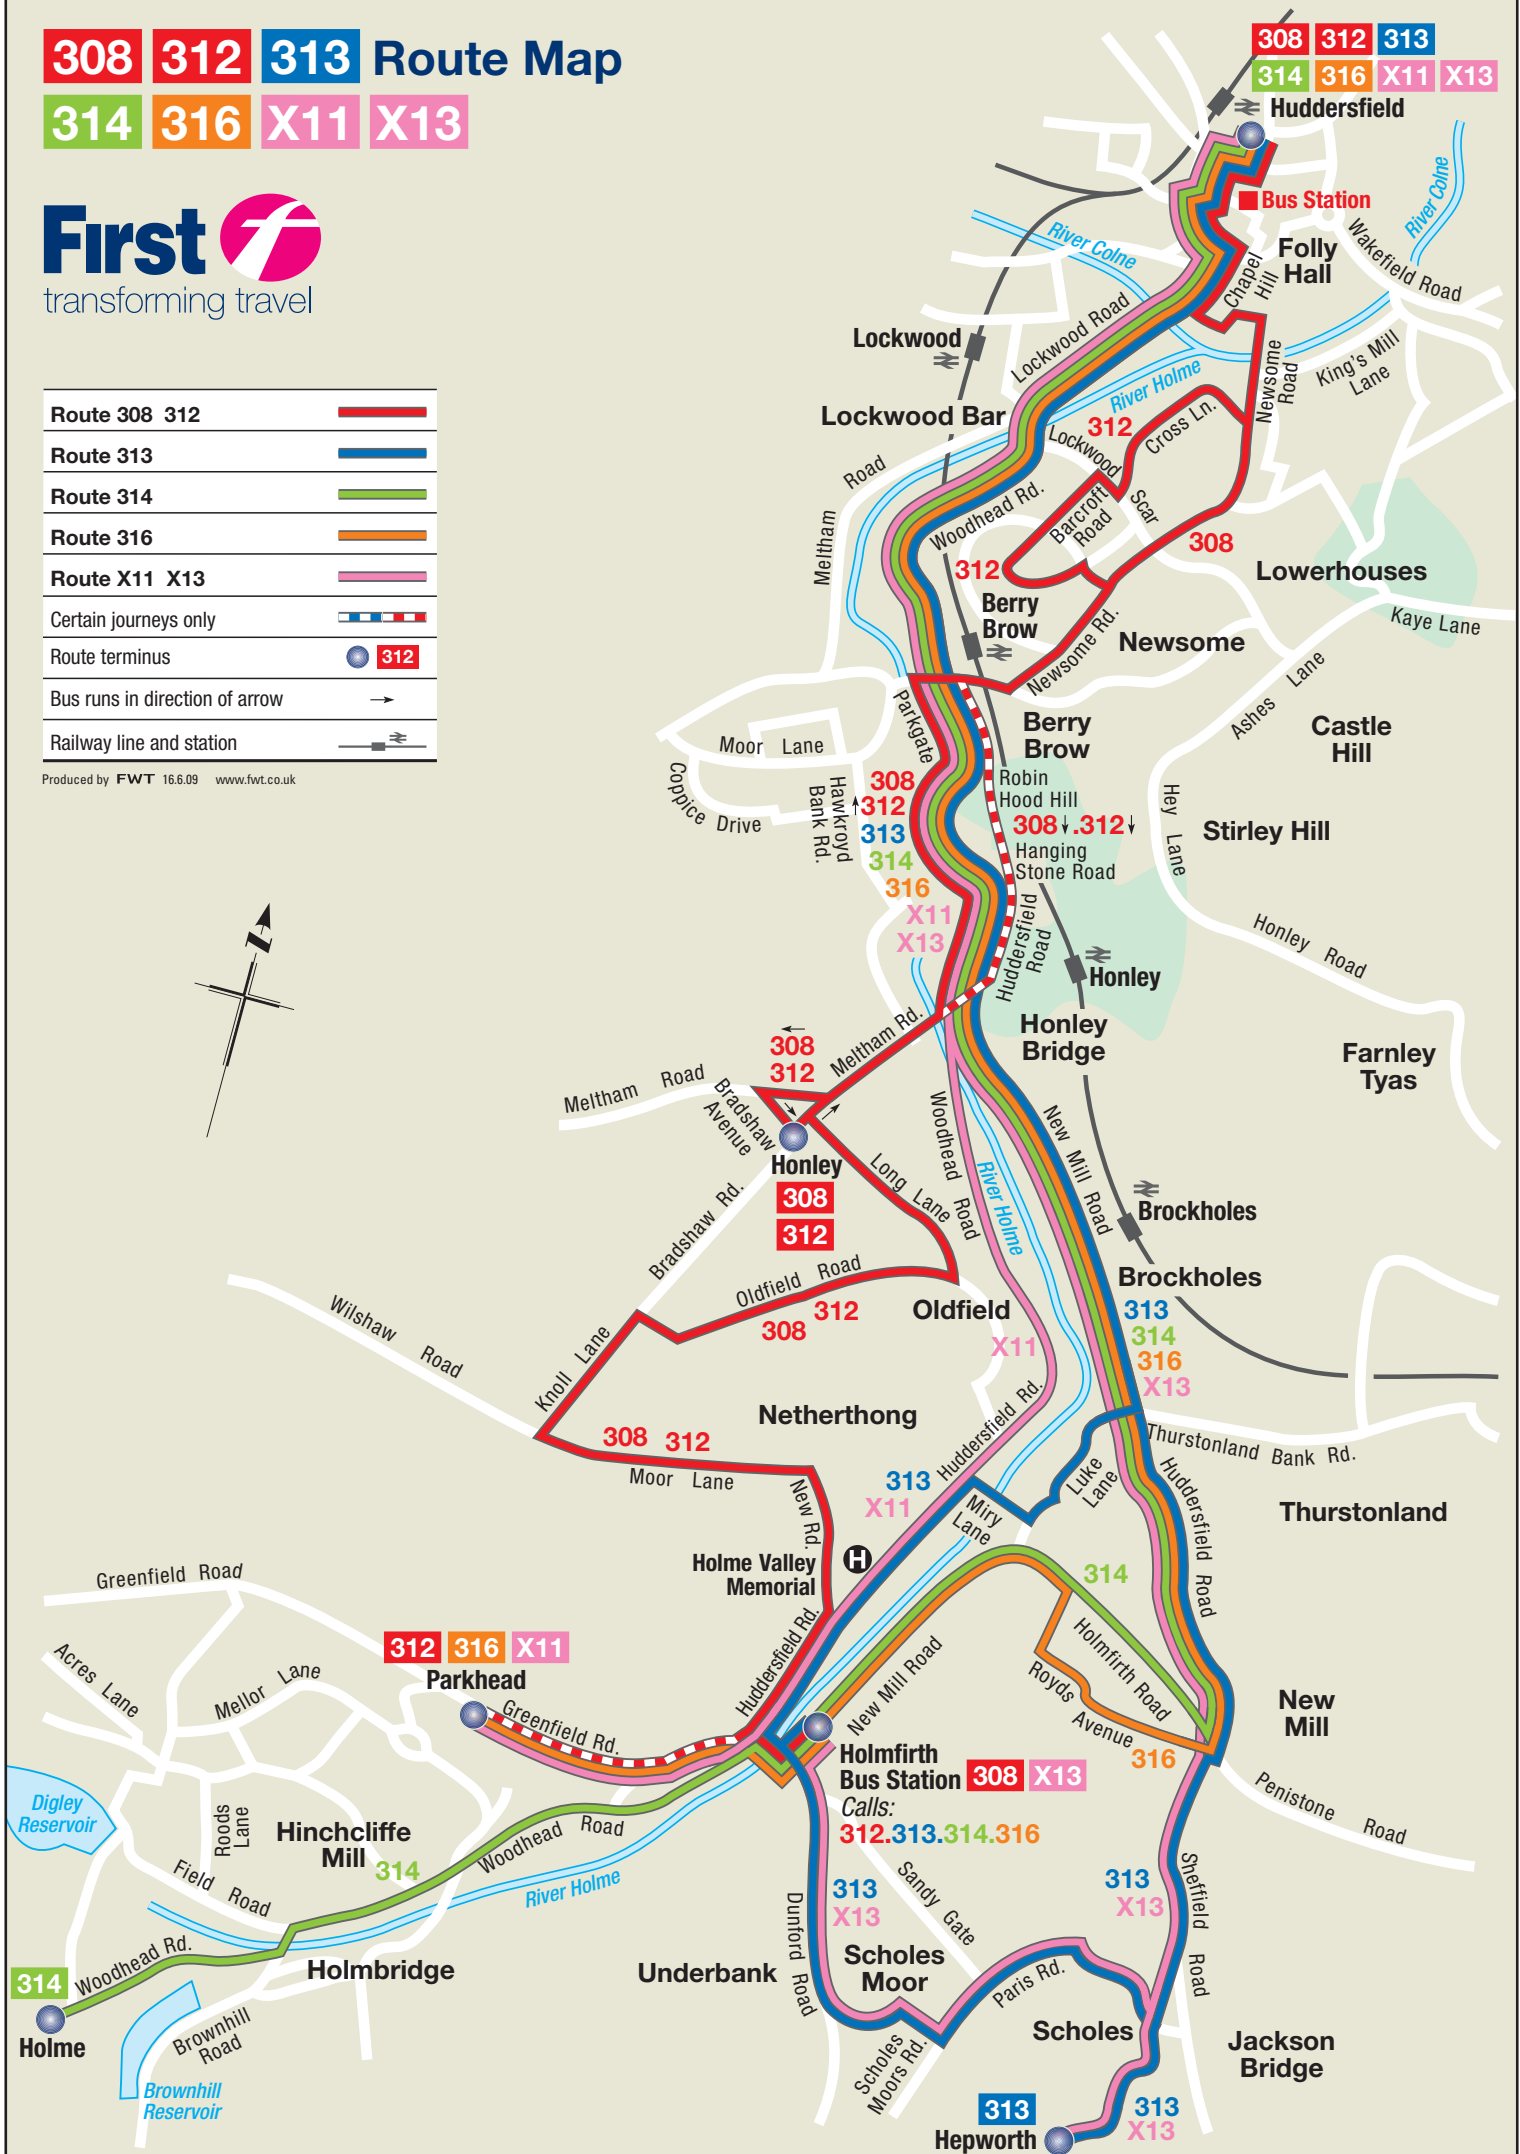 308 312 313 Route Map
314 316 X11 X13
First
transforming travel
Route 308 312
Route 313
Route 314
Route 316
Route X11 X13
Certain journeys only
Route terminus 312
Bus runs in direction of arrow
Railway line and station
Produced by FWT 16.6.09 www.fwt.co.uk
308 312 313
314 316 X11 X13
Huddersfield
Bus Station
River Colne
River Colne
Folly
Hall
Wakefield Road
Chapel
Hill
Lockwood Road
Lockwood
River Holme
Newsome
Road
King's Mill
Lane
Lockwood Bar
312
Cross Ln.
Lockwood
Scar
Road
Meltham
Woodhead Rd.
Barcroft
Road
308
312
Lowerhouses
Kaye Lane
Berry
Brow
Newsome Rd.
Newsome
Ashes Lane
Parkgate
Berry
Brow
Castle
Hill
Moor Lane
Coppice Drive
Hawkroyd
Bank Rd.
308
312
313
314
316
X11
X13
Robin
Hood Hill
308 .312
Hanging
Stone Road
Hey Lane
Stirley Hill
Huddersfield
Road
Honley Road
Honley
Honley
Bridge
Farnley
Tyas
N
308
312
Meltham Rd.
Meltham Road
Bradshaw
Avenue
Honley
308
312
Long Lane
Woodhead Road
River Holme
New Mill Road
Brockholes
Brockholes
313
314
316
X13
Bradshaw Rd.
Oldfield Road
312
308
Oldfield
X11
Wilshaw Road
Knoll Lane
Netherthong
308 312
Moor Lane
New Rd.
Huddersfield Rd.
313
X11
Miry
Lane
Luke
Lane
Thurstonland Bank Rd.
Thurstonland
Huddersfield Road
H
Holme Valley
Memorial
314
Holmfirth Road
Royds
Avenue
316
New
Mill
Penistone Road
Greenfield Road
Acres Lane
Mellor Lane
312 316 X11
Parkhead
Greenfield Rd.
Huddersfield Rd.
New Mill Road
Holmfirth
Bus Station 308 X13
Calls:
312.313.314.316
Digley
Reservoir
Roods
Lane
Hinchcliffe
Mill
314
Field Road
Woodhead Road
River Holme
313
X13
Dunford Road
Sandy Gate
313
X13
Sheffield Road
Woodhead Rd.
314
Holme
Holmbridge
Brownhill
Road
Brownhill
Reservoir
Underbank
Scholes
Moor
Paris Rd.
Scholes
Moors Rd.
Scholes
Jackson
Bridge
313
Hepworth
313
X13